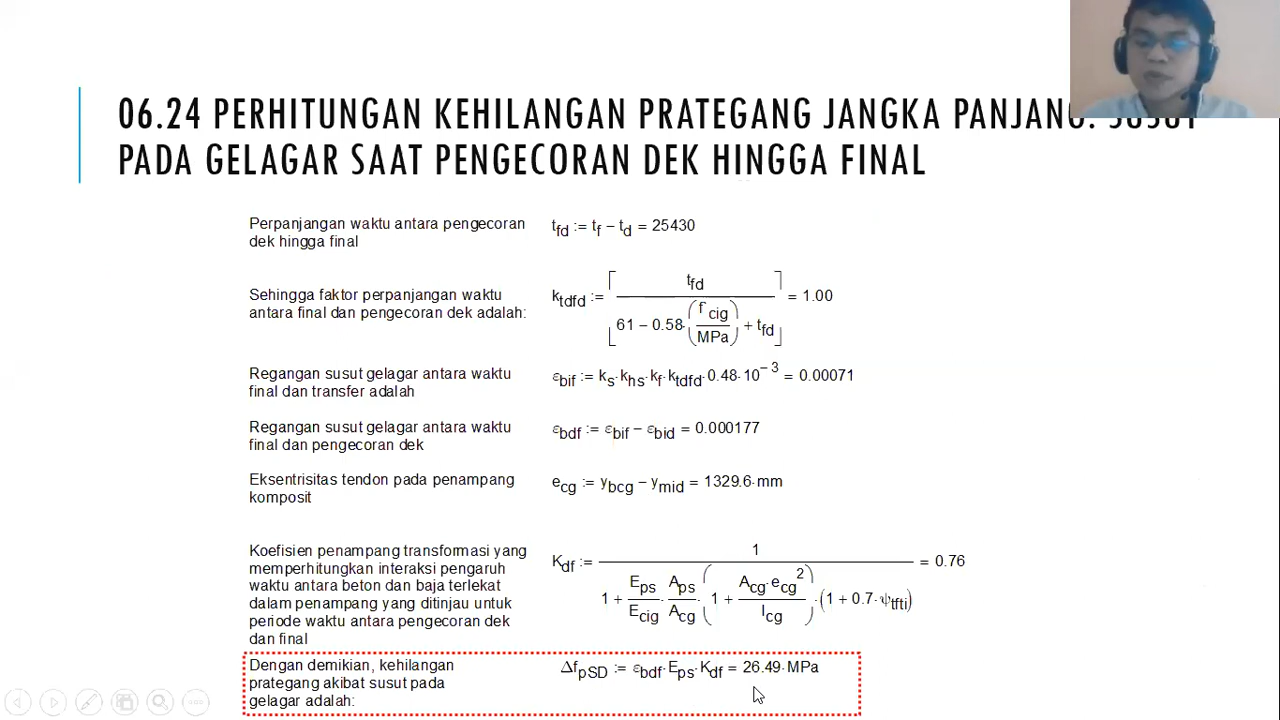 06.24 PERHITUNGAN KEHILANGAN PRATEGANG JANGKA PANJANG: SUSUT
PADA GELAGAR SAAT PENGECORAN DEK HINGGA FINAL
Perpanjangan waktu antara pengecoran
dek hingga final
t_fd := t_f − t_d = 25430
Sehingga faktor perpanjangan waktu
antara final dan pengecoran dek adalah:
k_tdfd := [ t_fd / (61 − 0.58·(f'_cig / MPa) + t_fd) ] = 1.00
Regangan susut gelagar antara waktu
final dan transfer adalah
ε_bif := k_s·k_hs·k_f·k_tdfd·0.48·10^−3 = 0.00071
Regangan susut gelagar antara waktu
final dan pengecoran dek
ε_bdf := ε_bif − ε_bid = 0.000177
Eksentrisitas tendon pada penampang
komposit
e_cg := y_bcg − y_mid = 1329.6·mm
Koefisien penampang transformasi yang
memperhitungkan interaksi pengaruh
waktu antara beton dan baja terlekat
dalam penampang yang ditinjau untuk
periode waktu antara pengecoran dek
dan final
K_df := 1 / (1 + (E_ps / E_cig)·(A_ps / A_cg)·(1 + (A_cg·e_cg^2) / I_cg)·(1 + 0.7·ψ_tfti)) = 0.76
Dengan demikian, kehilangan
prategang akibat susut pada
gelagar adalah:
Δf_pSD := ε_bdf·E_ps·K_df = 26.49·MPa